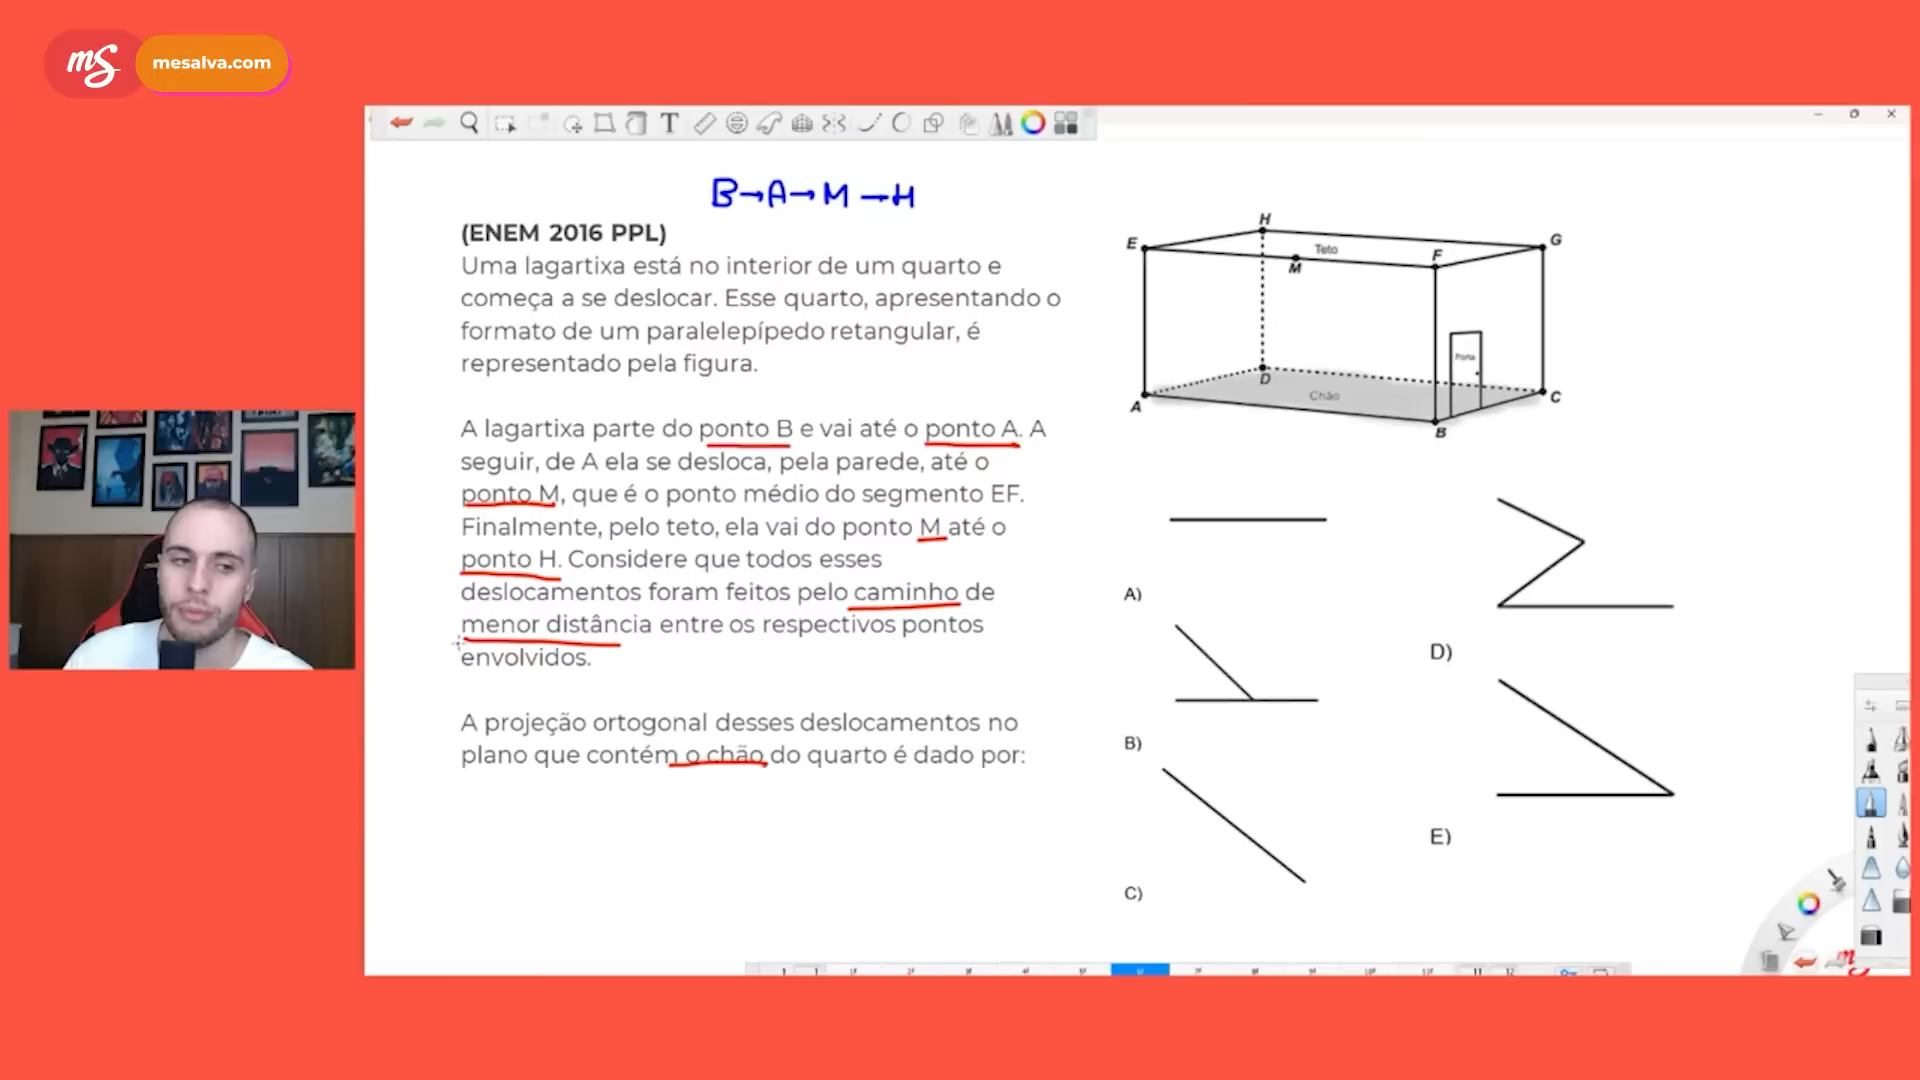 mS mesalva.com
B→A→M→H
(ENEM 2016 PPL)
Uma lagartixa está no interior de um quarto e
começa a se deslocar. Esse quarto, apresentando o
formato de um paralelepípedo retangular, é
representado pela figura.
A lagartixa parte do ponto B e vai até o ponto A. A
seguir, de A ela se desloca, pela parede, até o
ponto M, que é o ponto médio do segmento EF.
Finalmente, pelo teto, ela vai do ponto M até o
ponto H. Considere que todos esses
deslocamentos foram feitos pelo caminho de
menor distância entre os respectivos pontos
envolvidos.
A projeção ortogonal desses deslocamentos no
plano que contém o chão do quarto é dado por:
H
E
Teto
G
M
F
Porta
D
A
Chão
C
B
A)
B)
C)
D)
E)
11 12